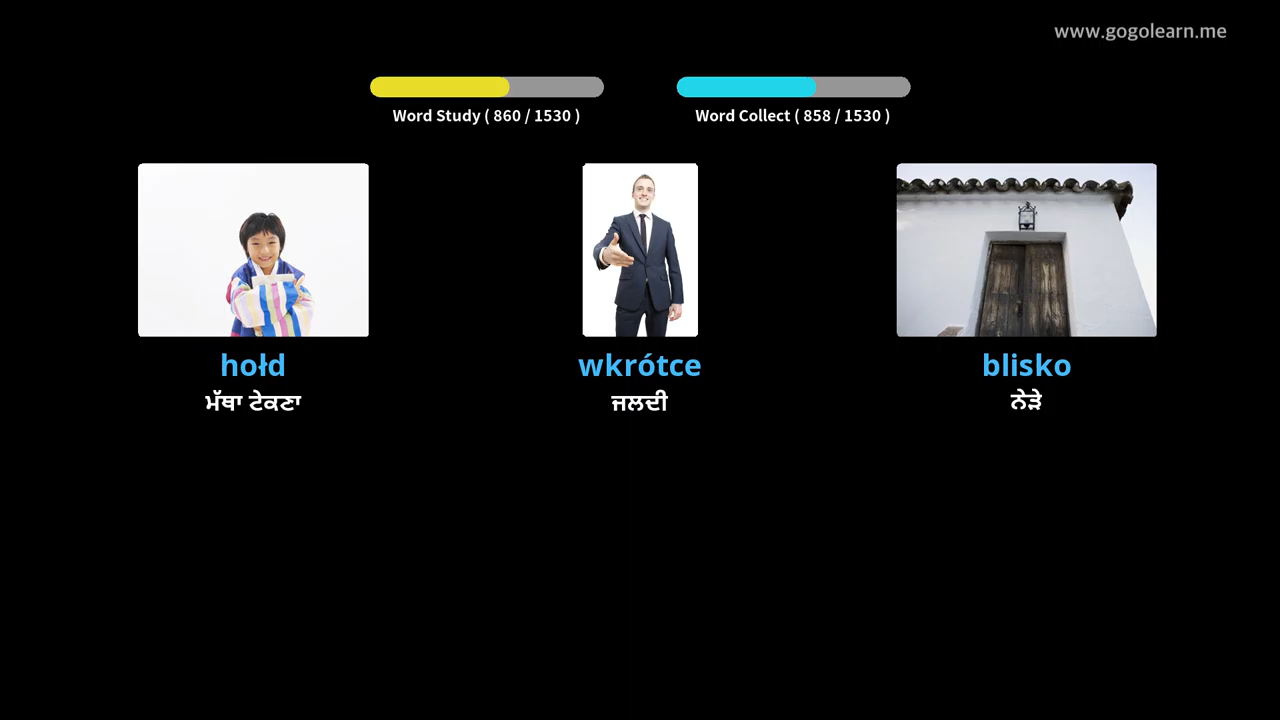 www.gogolearn.me
Word Study ( 860 / 1530 )
Word Collect ( 858 / 1530 )
hołd
wkrótce
blisko
ਮੱਥਾ ਟੇਕਣਾ
ਜਲਦੀ
ਨੇੜੇ